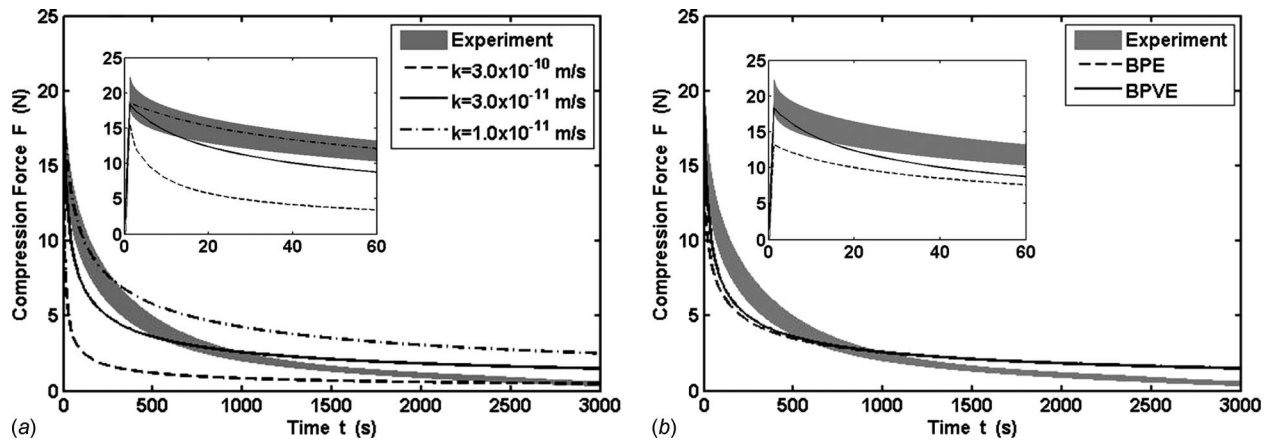 25
20
15
10
5
0
Compression Force F (N)
0 500 1000 1500 2000 2500 3000
Time t (s)
25
20
15
10
5
0
0 20 40 60
Experiment
k=3.0x10⁻¹⁰ m/s
k=3.0x10⁻¹¹ m/s
k=1.0x10⁻¹¹ m/s
(a)
25
20
15
10
5
0
Compression Force F (N)
0 500 1000 1500 2000 2500 3000
Time t (s)
25
20
15
10
5
0
0 20 40 60
Experiment
BPE
BPVE
(b)